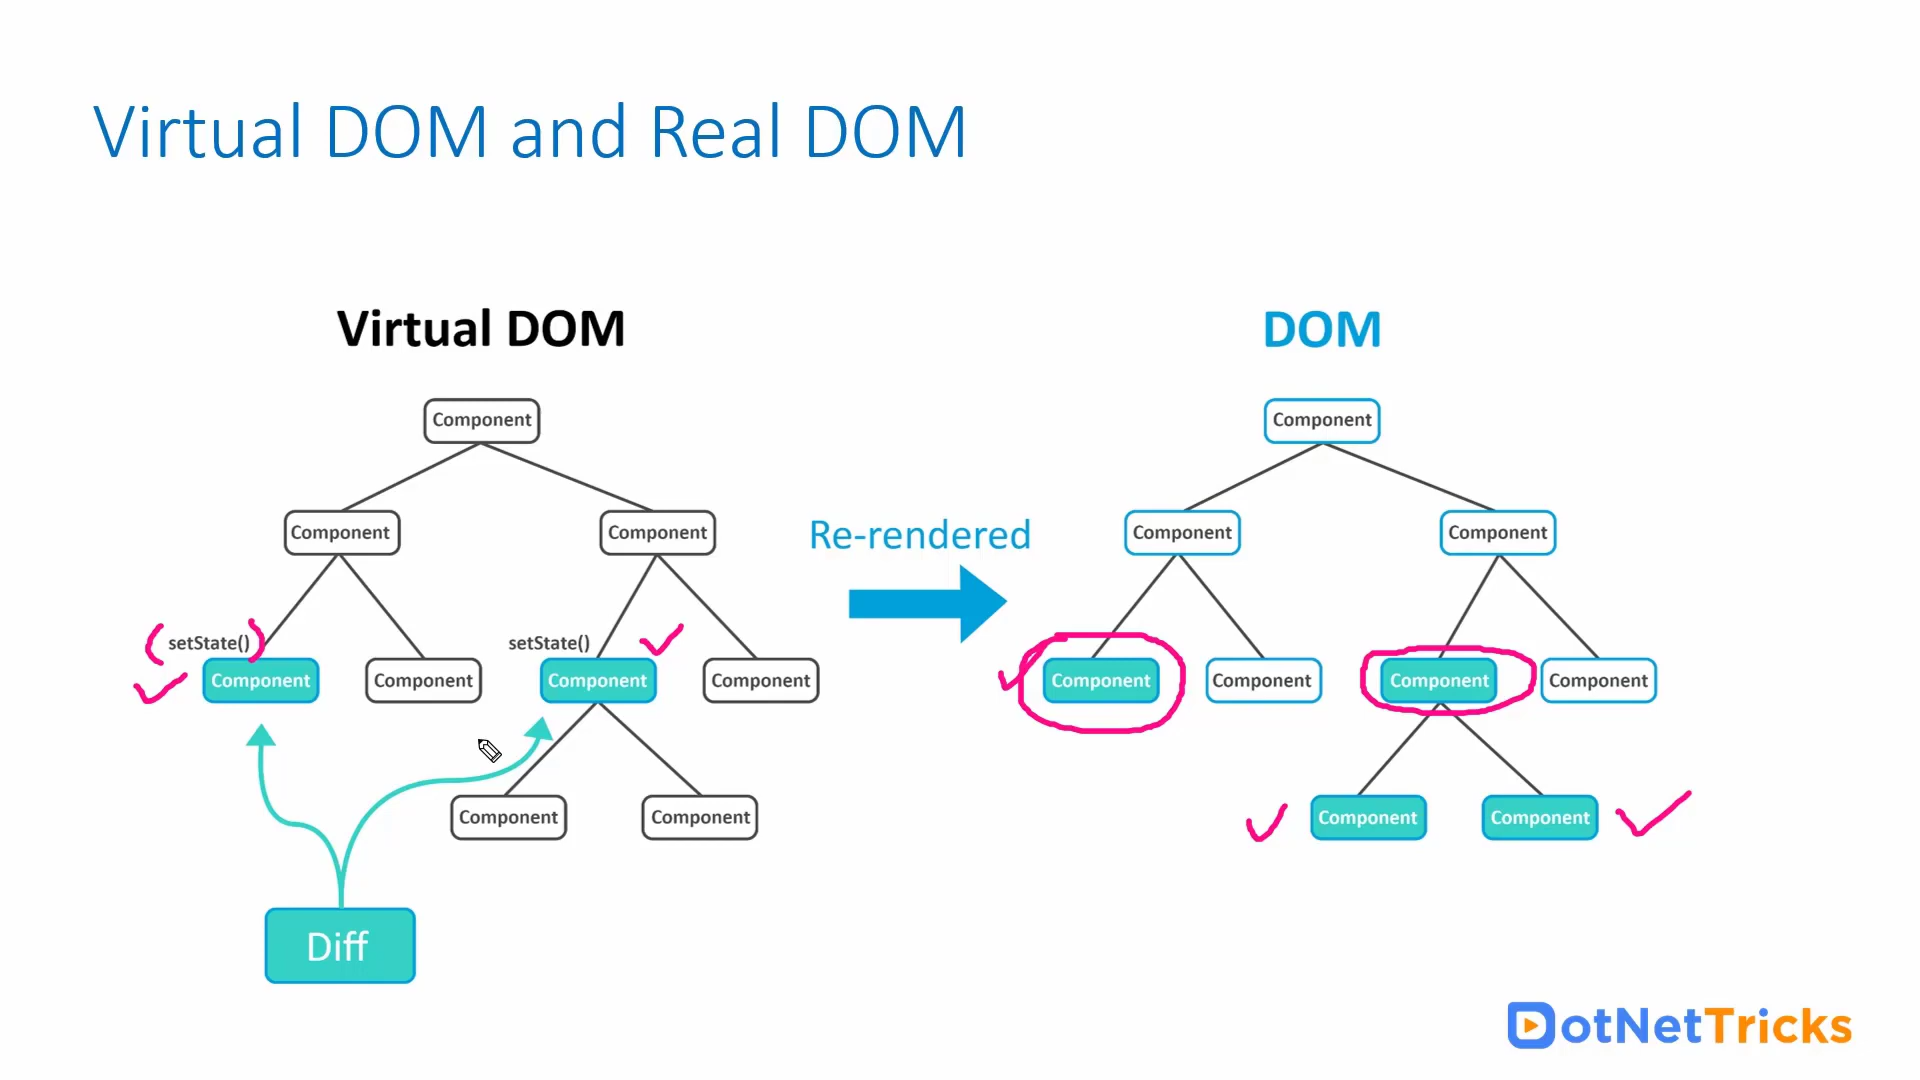 Virtual DOM and Real DOM
Virtual DOM
Component
Component
Component
setState()
Component
Component
setState()
Component
Component
Component
Component
Diff
Re-rendered
DOM
Component
Component
Component
Component
Component
Component
Component
Component
Component
DotNetTricks